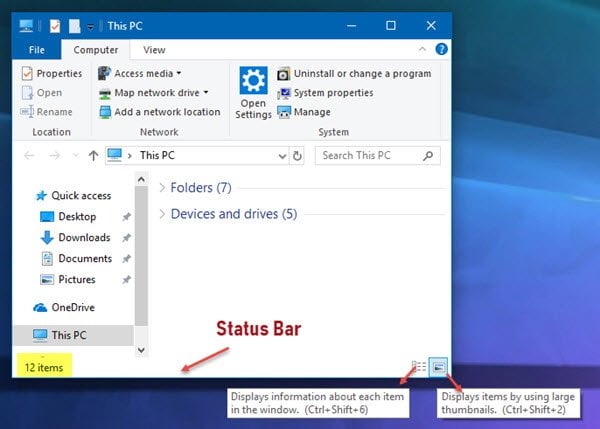 This PC
File Computer View
Properties
Open
Rename
Location
Access media
Map network drive
Add a network location
Network
Open
Settings
Uninstall or change a program
System properties
Manage
System
This PC
Search This PC
Quick access
Desktop
Downloads
Documents
Pictures
OneDrive
This PC
Folders (7)
Devices and drives (5)
Status Bar
12 items
Displays information about each item
in the window. (Ctrl+Shift+6)
Displays items by using large
thumbnails. (Ctrl+Shift+2)